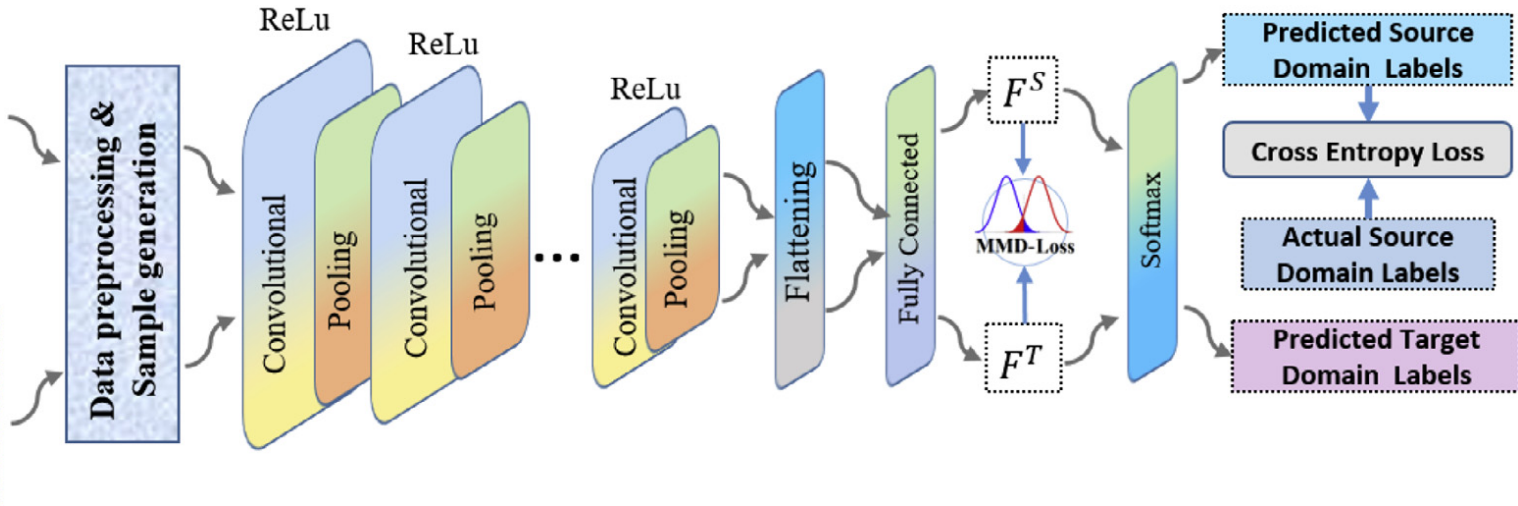 Data preprocessing &
Sample generation
ReLu
Convolutional
Pooling
ReLu
Convolutional
Pooling
...
ReLu
Convolutional
Pooling
Flattening
Fully Connected
F^S
MMD-Loss
F^T
Softmax
Predicted Source
Domain Labels
Cross Entropy Loss
Actual Source
Domain Labels
Predicted Target
Domain Labels